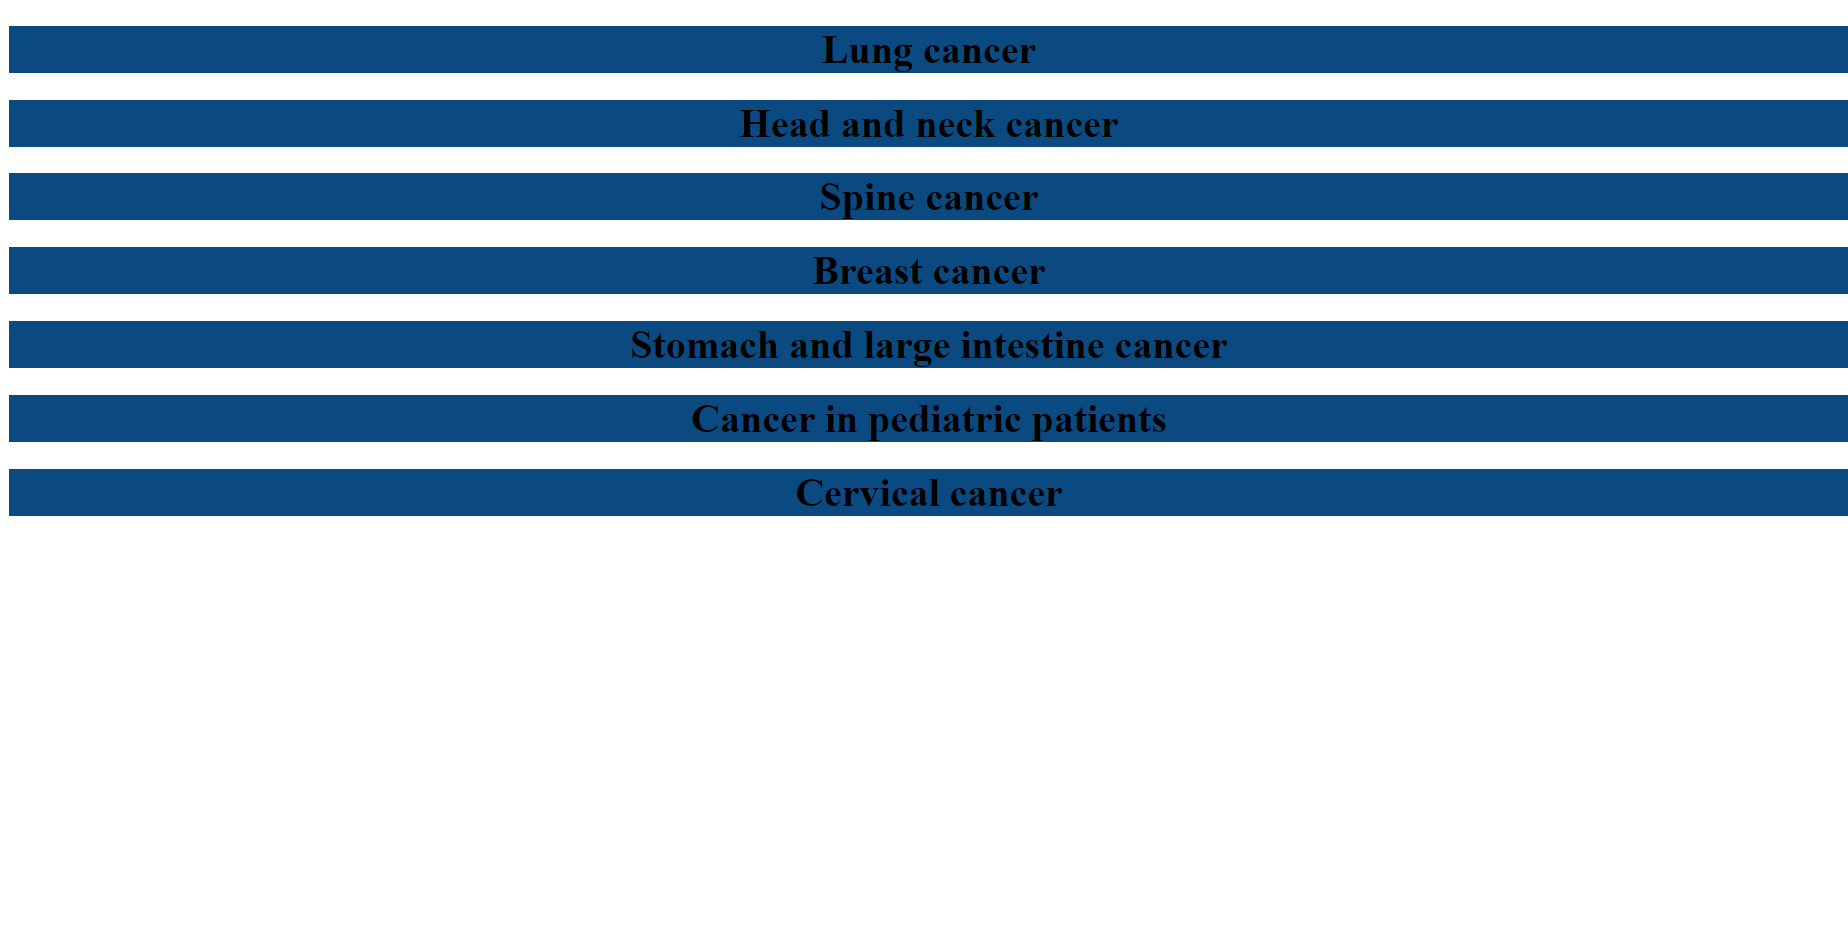 Lung cancer
Head and neck cancer
Spine cancer
Breast cancer
Stomach and large intestine cancer
Cancer in pediatric patients
Cervical cancer